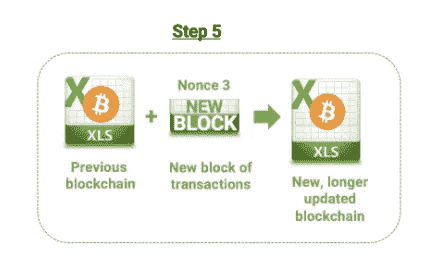 Step 5
Nonce 3
X
B
XLS
+
NEW
BLOCK
X
B
XLS
Previous
blockchain
New block of
transactions
New, longer
updated
blockchain